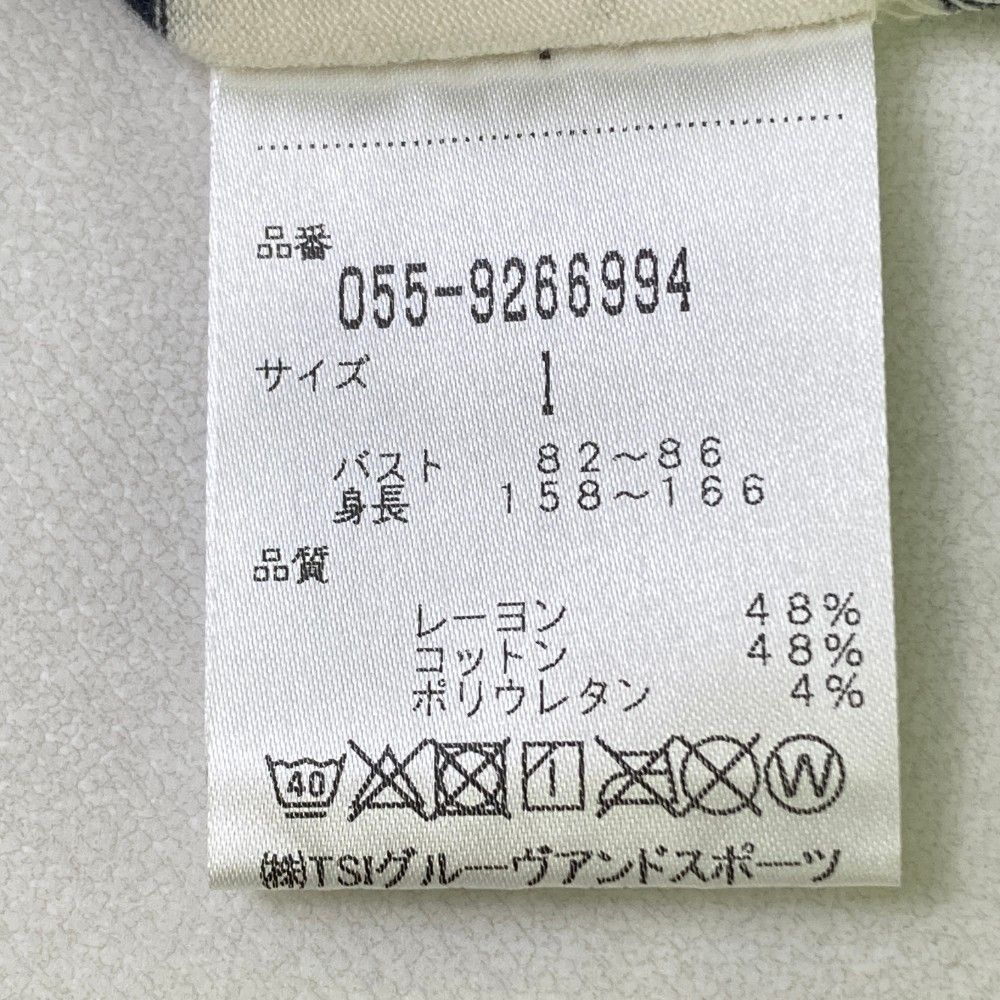 品番
055-9266994
サイズ 1
バスト 82～86
身長 158～166
品質
レーヨン 48%
コットン 48%
ポリウレタン 4%
40 W
㈱TSIグルーヴアンドスポーツ